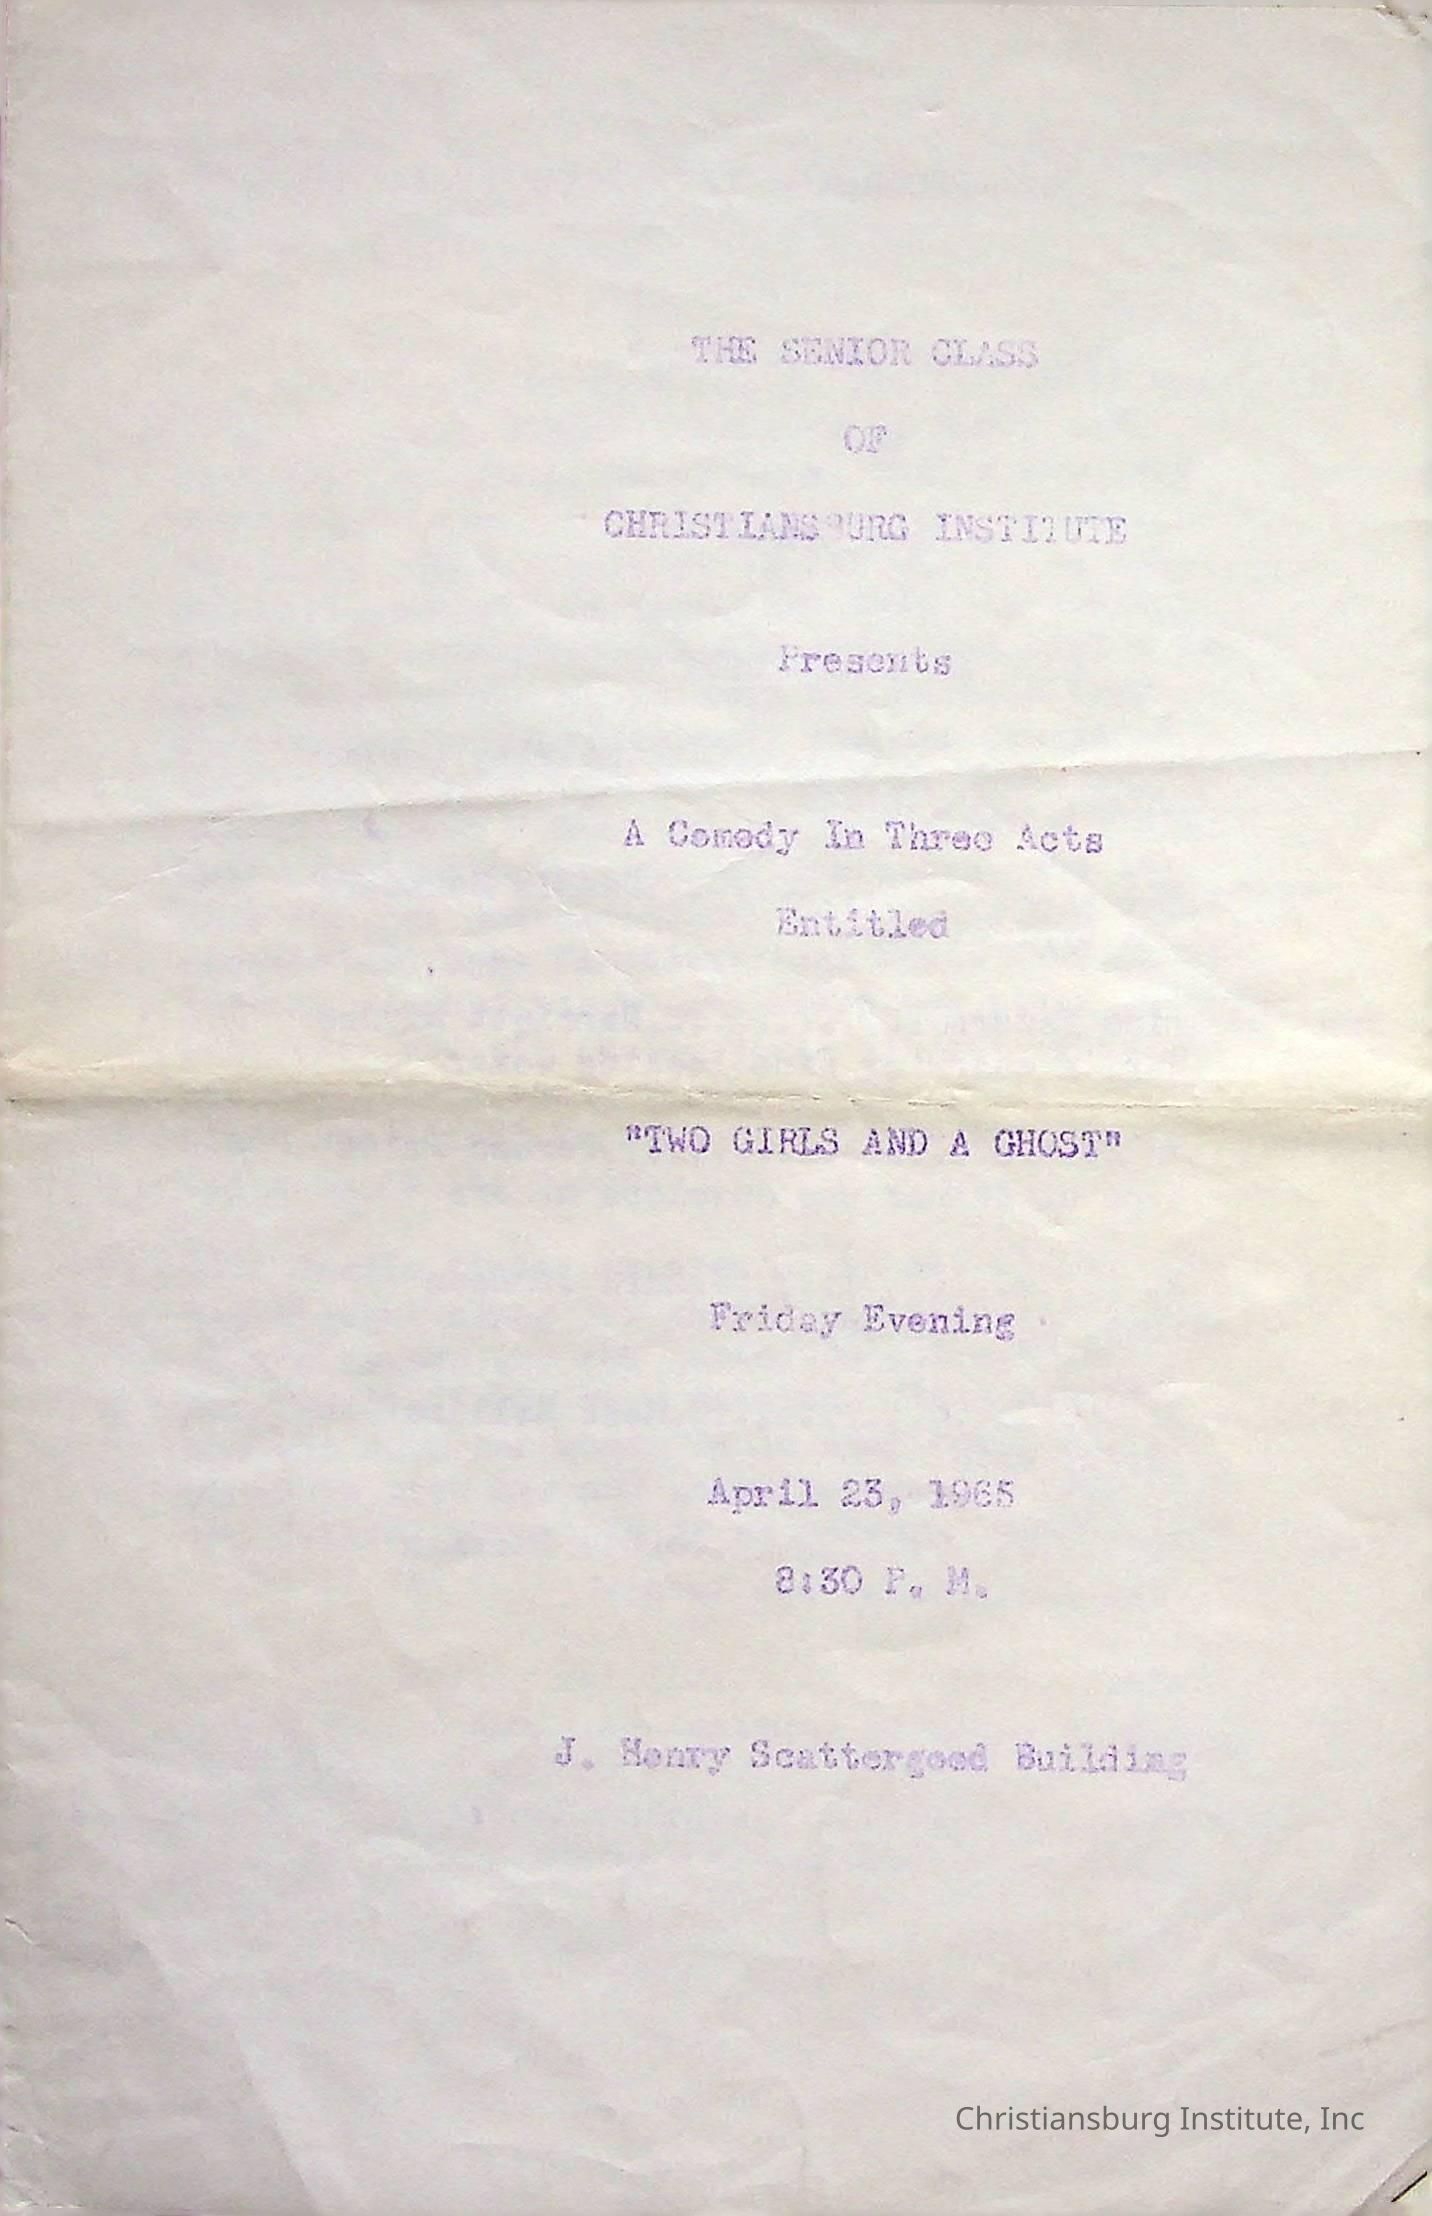 THE SENIOR CLASS
OF
CHRISTIANSBURG INSTITUTE
Presents
A Comedy In Three Acts
Entitled
"TWO GIRLS AND A GHOST"
Friday Evening
April 23, 1965
8:30 P. M.
J. Henry Scattergood Building
Christiansburg Institute, Inc